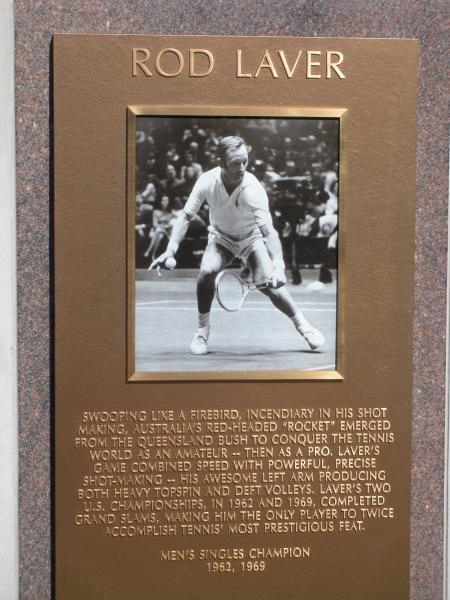 ROD LAVER
SWOOPING LIKE A FIREBIRD, INCENDIARY IN HIS SHOT
MAKING, AUSTRALIA'S RED-HEADED "ROCKET" EMERGED
FROM THE QUEENSLAND BUSH TO CONQUER THE TENNIS
WORLD AS AN AMATEUR -- THEN AS A PRO. LAVER'S
GAME COMBINED SPEED WITH POWERFUL, PRECISE
SHOT-MAKING -- HIS AWESOME LEFT ARM PRODUCING
BOTH HEAVY TOPSPIN AND DEFT VOLLEYS. LAVER'S TWO
U.S. CHAMPIONSHIPS, IN 1962 AND 1969, COMPLETED
GRAND SLAMS, MAKING HIM THE ONLY PLAYER TO TWICE
ACCOMPLISH TENNIS' MOST PRESTIGIOUS FEAT.
MEN'S SINGLES CHAMPION
1962, 1969